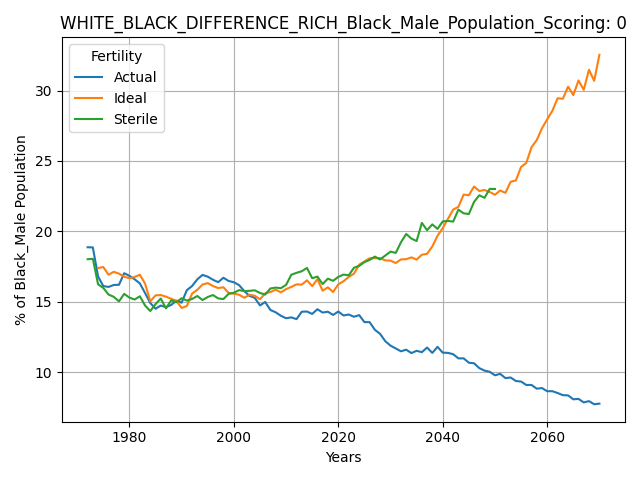 WHITE_BLACK_DIFFERENCE_RICH_Black_Male_Population_Scoring: 0
Fertility
Actual
Ideal
Sterile
% of Black_Male Population
30
25
20
15
10
1980
2000
2020
2040
2060
Years